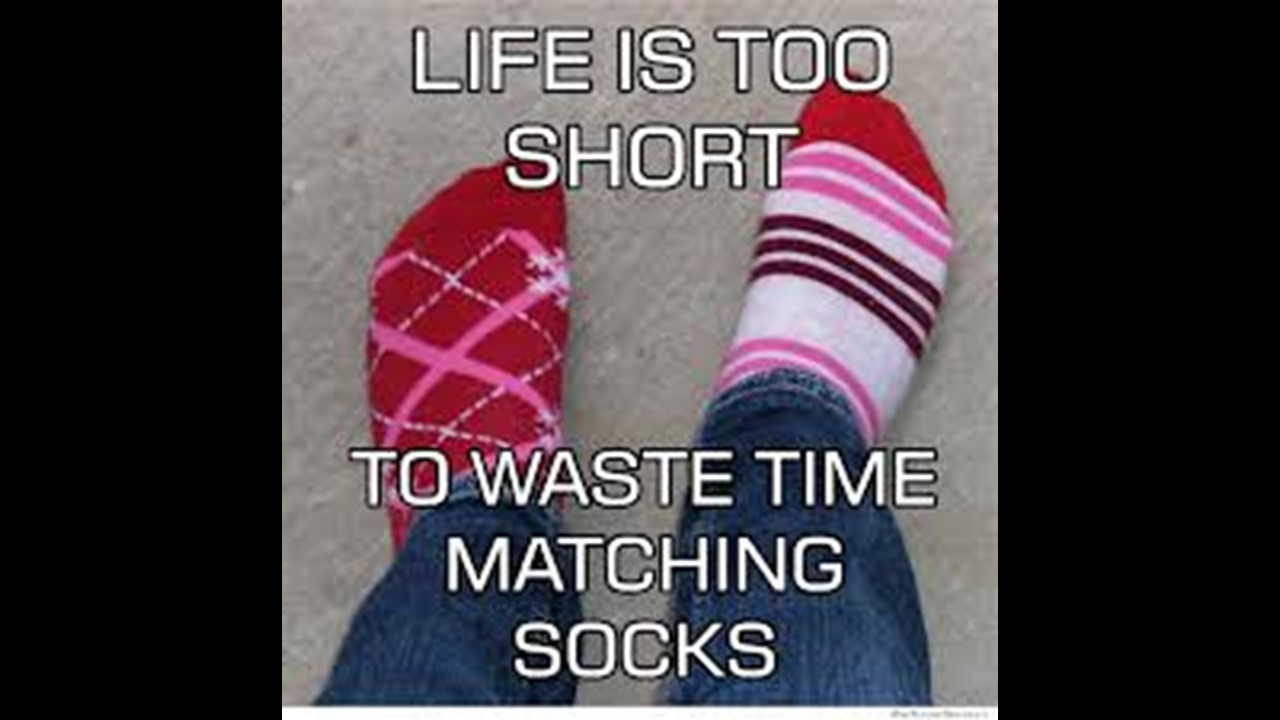 LIFE IS TOO
SHORT
TO WASTE TIME
MATCHING
SOCKS